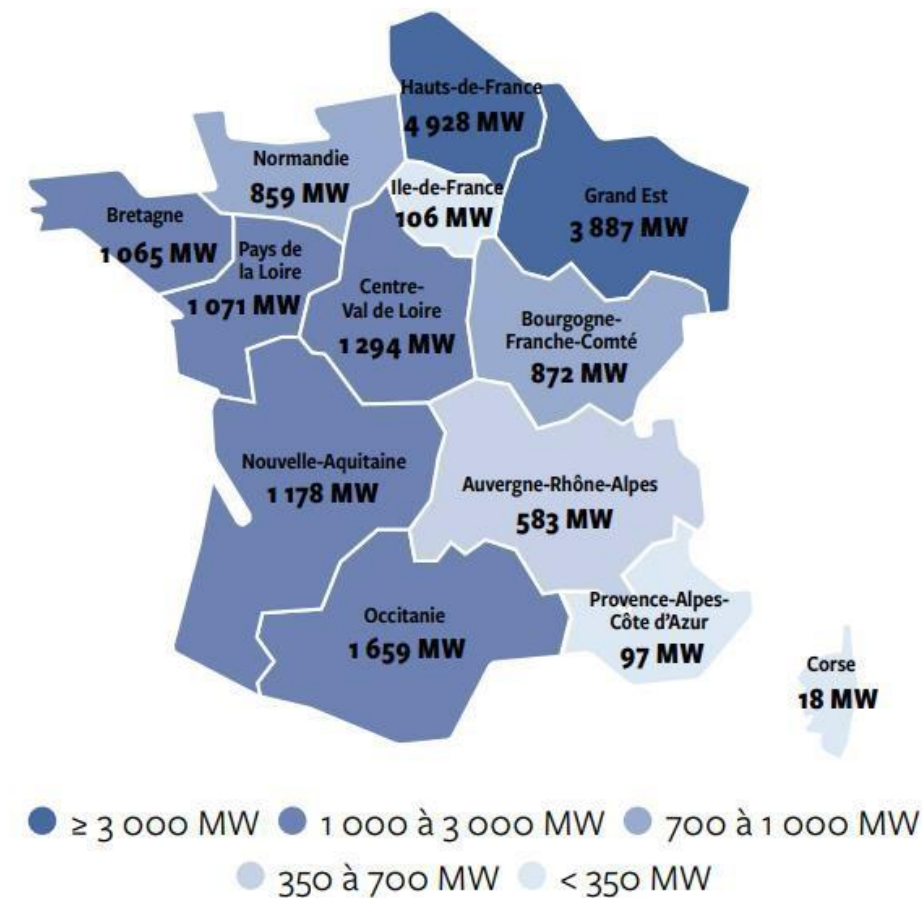 Hauts-de-France
4 928 MW
Normandie
859 MW
Ile-de-France
106 MW
Grand Est
3 887 MW
Bretagne
1 065 MW
Pays de
la Loire
1 071 MW
Centre-
Val de Loire
1 294 MW
Bourgogne-
Franche-Comté
872 MW
Nouvelle-Aquitaine
1 178 MW
Auvergne-Rhône-Alpes
583 MW
Occitanie
1 659 MW
Provence-Alpes-
Côte d'Azur
97 MW
Corse
18 MW
≥ 3 000 MW 1 000 à 3 000 MW 700 à 1 000 MW
350 à 700 MW < 350 MW